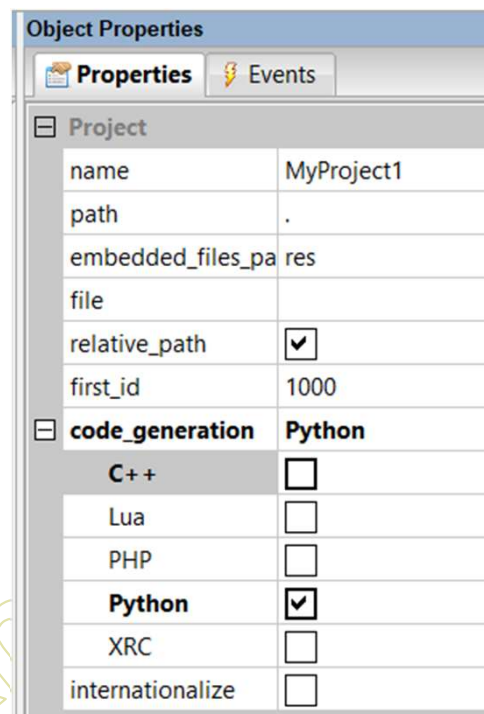 Object Properties
Properties Events
Project
name MyProject1
path .
embedded_files_pa res
file
relative_path
first_id 1000
code_generation Python
C++
Lua
PHP
Python
XRC
internationalize